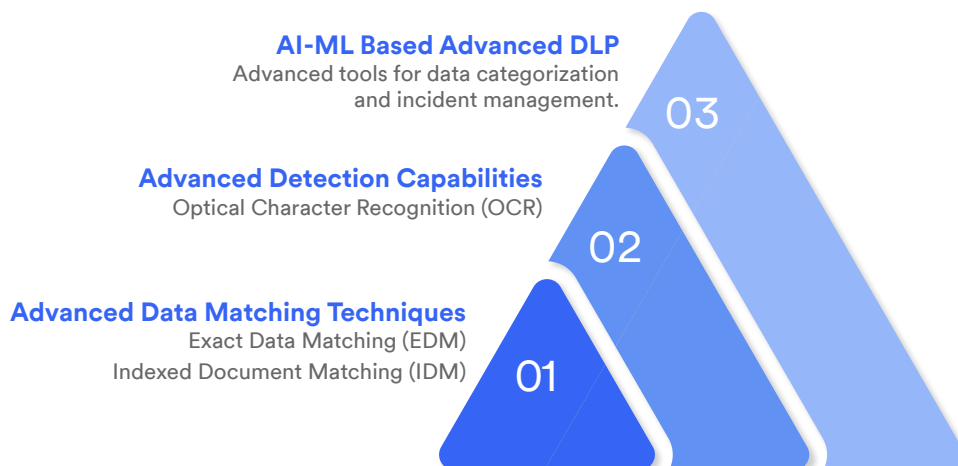 AI-ML Based Advanced DLP
Advanced tools for data categorization
and incident management.
03
Advanced Detection Capabilities
Optical Character Recognition (OCR)
02
Advanced Data Matching Techniques
Exact Data Matching (EDM)
Indexed Document Matching (IDM)
01